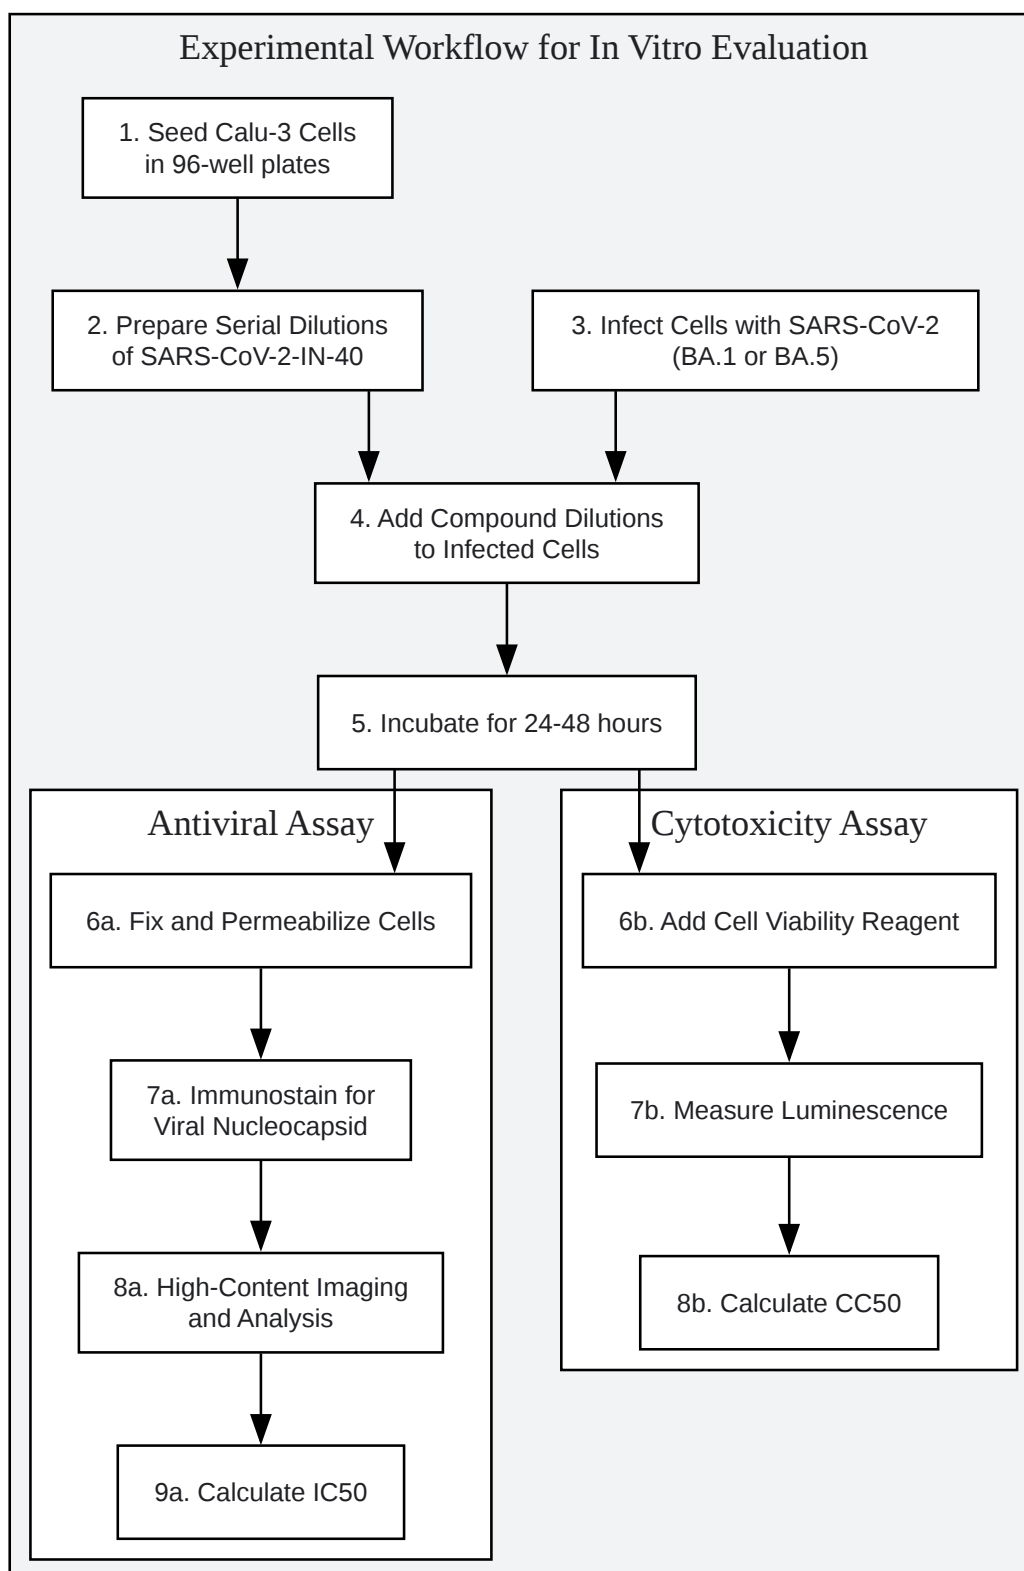 Experimental Workflow for In Vitro Evaluation
1. Seed Calu-3 Cells
in 96-well plates
2. Prepare Serial Dilutions
of SARS-CoV-2-IN-40
3. Infect Cells with SARS-CoV-2
(BA.1 or BA.5)
4. Add Compound Dilutions
to Infected Cells
5. Incubate for 24-48 hours
Antiviral Assay
6a. Fix and Permeabilize Cells
7a. Immunostain for
Viral Nucleocapsid
8a. High-Content Imaging
and Analysis
9a. Calculate IC50
Cytotoxicity Assay
6b. Add Cell Viability Reagent
7b. Measure Luminescence
8b. Calculate CC50